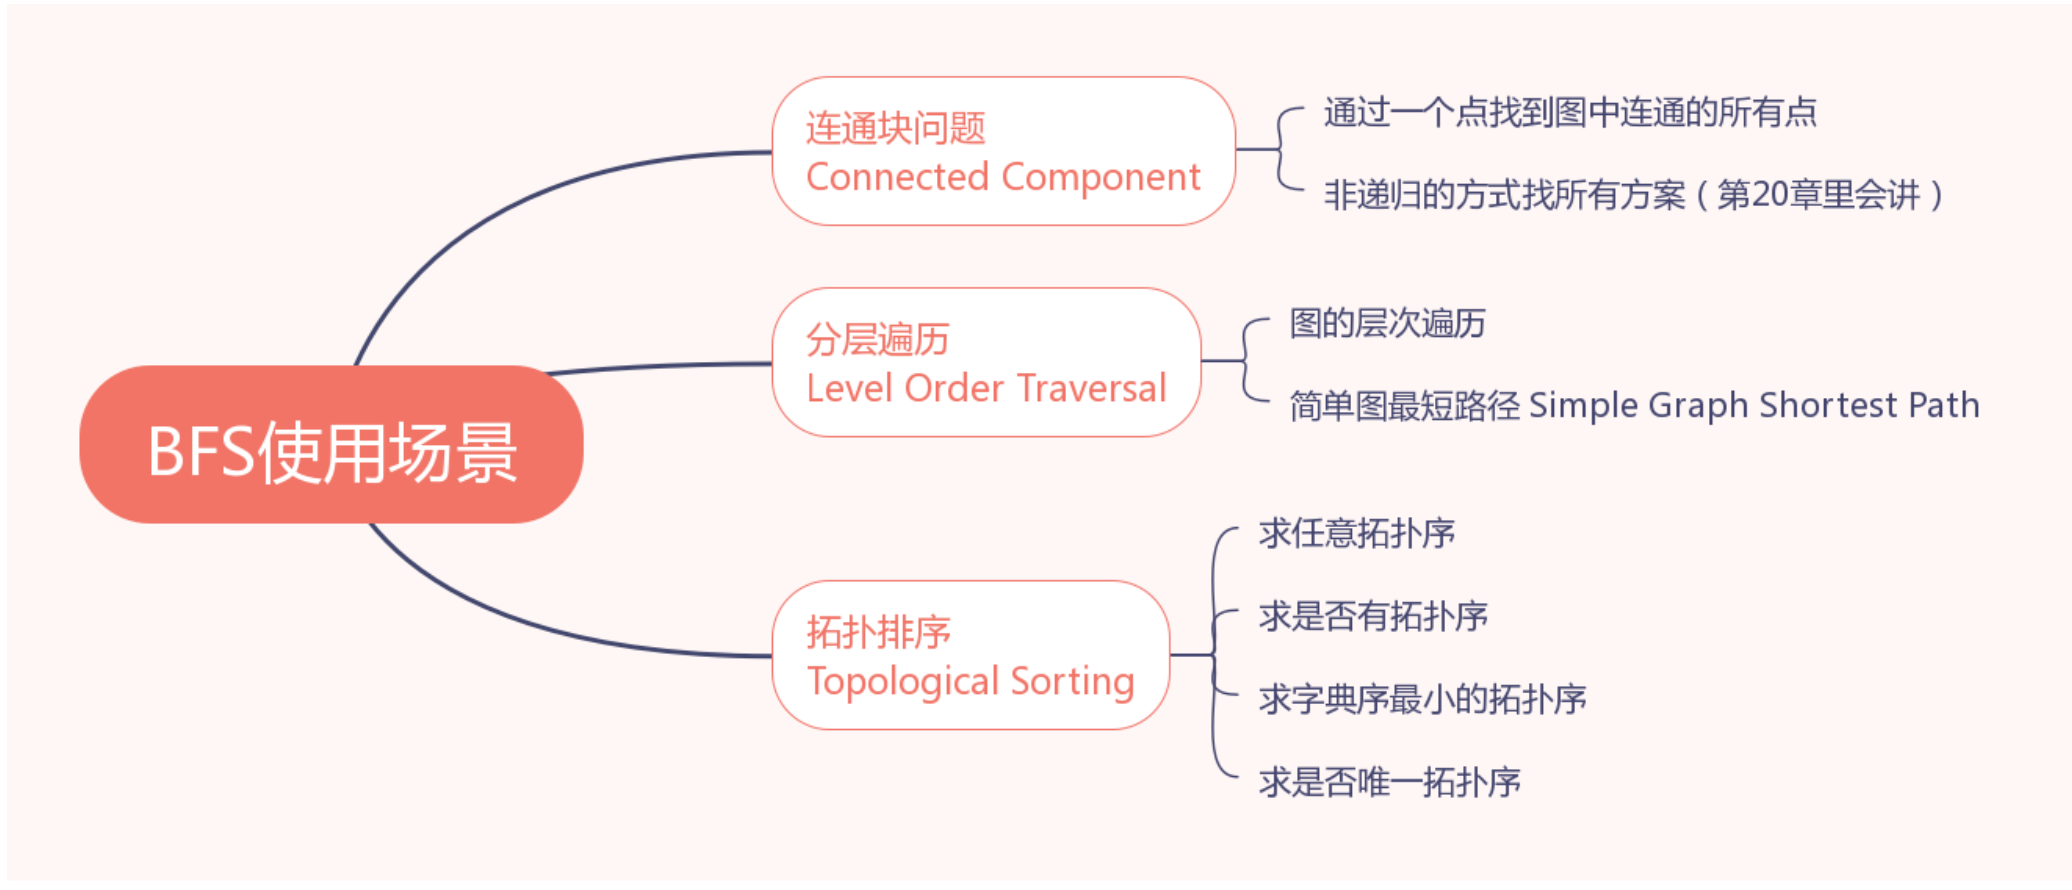 BFS使用场景
连通块问题
Connected Component
通过一个点找到图中连通的所有点
非递归的方式找所有方案（第20章里会讲）
分层遍历
Level Order Traversal
图的层次遍历
简单图最短路径 Simple Graph Shortest Path
拓扑排序
Topological Sorting
求任意拓扑序
求是否有拓扑序
求字典序最小的拓扑序
求是否唯一拓扑序